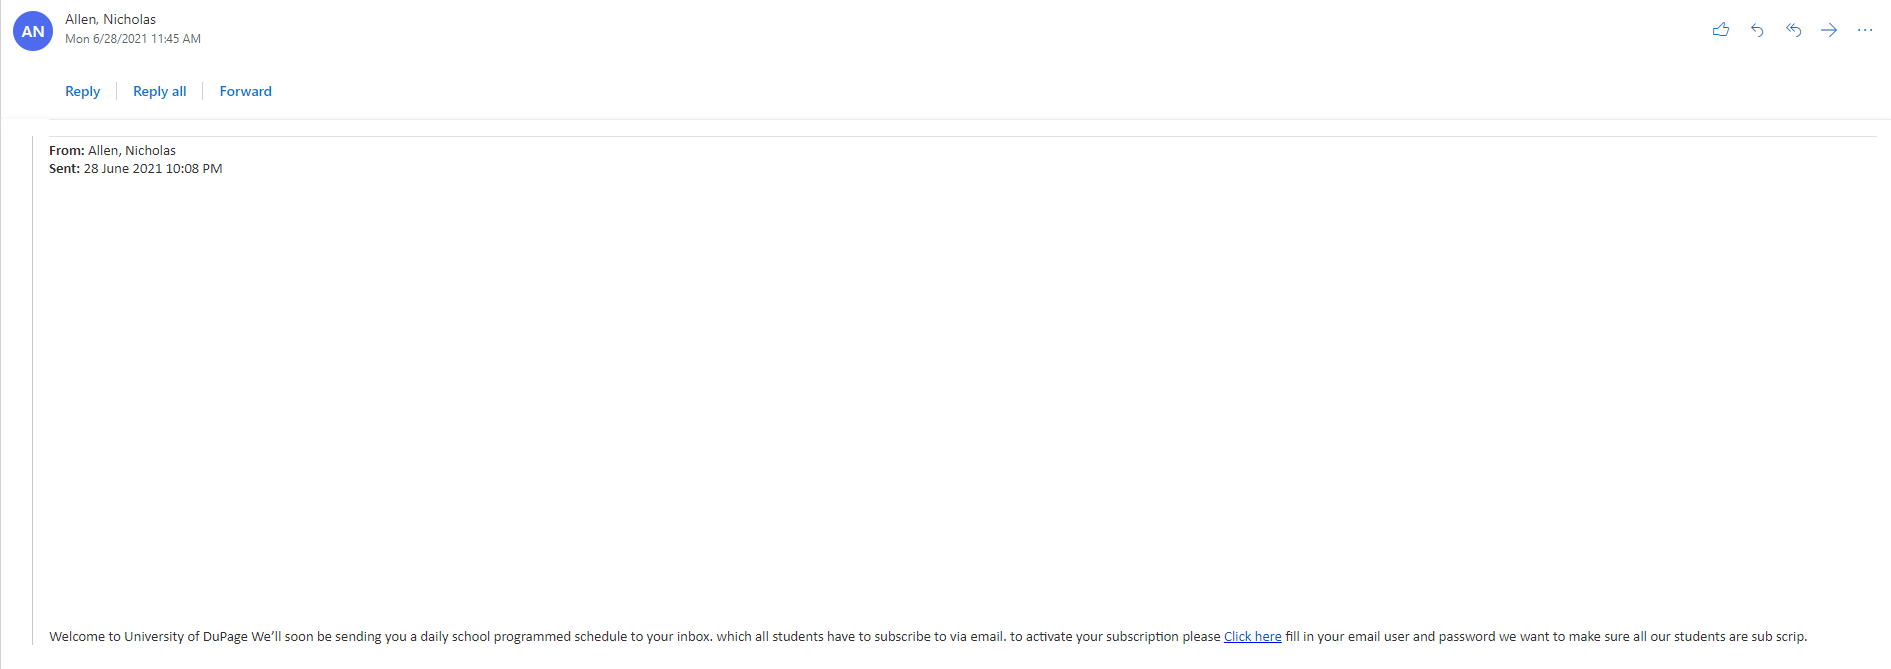 AN
Allen, Nicholas
Mon 6/28/2021 11:45 AM
Reply
Reply all
Forward
From: Allen, Nicholas
Sent: 28 June 2021 10:08 PM
Welcome to University of DuPage We’ll soon be sending you a daily school programmed schedule to your inbox. which all students have to subscribe to via email. to activate your subscription please Click here fill in your email user and password we want to make sure all our students are sub scrip.